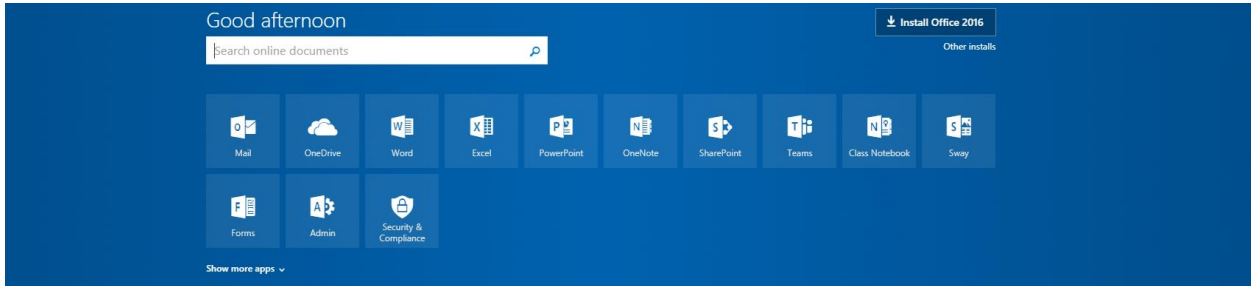 Good afternoon
Install Office 2016
Search online documents
Other installs
Mail
OneDrive
Word
Excel
PowerPoint
OneNote
SharePoint
Teams
Class Notebook
Sway
Forms
Admin
Security &
Compliance
Show more apps